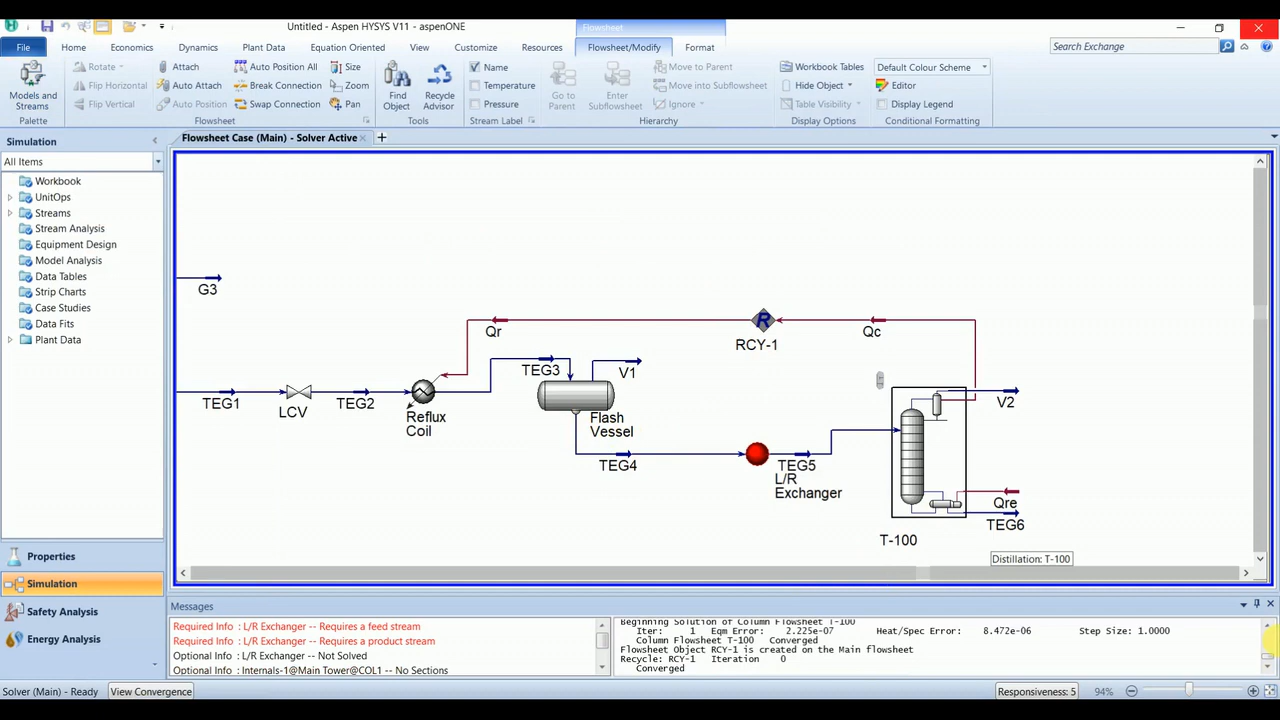 Untitled - Aspen HYSYS V11 - aspenONE
Flowsheet
File
Home
Economics
Dynamics
Plant Data
Equation Oriented
View
Customize
Resources
Flowsheet/Modify
Format
Search Exchange
Models and
Streams
Palette
Rotate
Flip Horizontal
Flip Vertical
Attach
Auto Attach
Auto Position
Auto Position All
Break Connection
Swap Connection
Size
Zoom
Pan
Flowsheet
Find
Object
Recycle
Advisor
Tools
Name
Temperature
Pressure
Stream Label
Go to
Parent
Enter
Subflowsheet
Move to Parent
Move into Subflowsheet
Ignore
Hierarchy
Workbook Tables
Hide Object
Table Visibility
Display Options
Default Colour Scheme
Editor
Display Legend
Conditional Formatting
Simulation
All Items
Workbook
UnitOps
Streams
Stream Analysis
Equipment Design
Model Analysis
Data Tables
Strip Charts
Case Studies
Data Fits
Plant Data
Properties
Simulation
Safety Analysis
Energy Analysis
Flowsheet Case (Main) - Solver Active
G3
Qr
R
RCY-1
Qc
TEG1
LCV
TEG2
Reflux
Coil
TEG3
V1
Flash
Vessel
TEG4
TEG5
L/R
Exchanger
V2
Qre
TEG6
T-100
Distillation: T-100
Messages
Required Info : L/R Exchanger -- Requires a feed stream
Required Info : L/R Exchanger -- Requires a product stream
Optional Info : L/R Exchanger -- Not Solved
Optional Info : Internals-1@Main Tower@COL1 -- No Sections
Beginning Solution of Column Flowsheet T-100
Iter: 1 Eqm Error: 2.225e-07 Heat/Spec Error: 8.472e-06 Step Size: 1.0000
Column Flowsheet T-100 Converged
Flowsheet Object RCY-1 is created on the Main flowsheet
Recycle: RCY-1 Iteration 0
Converged
Solver (Main) - Ready
View Convergence
Responsiveness: 5
94%